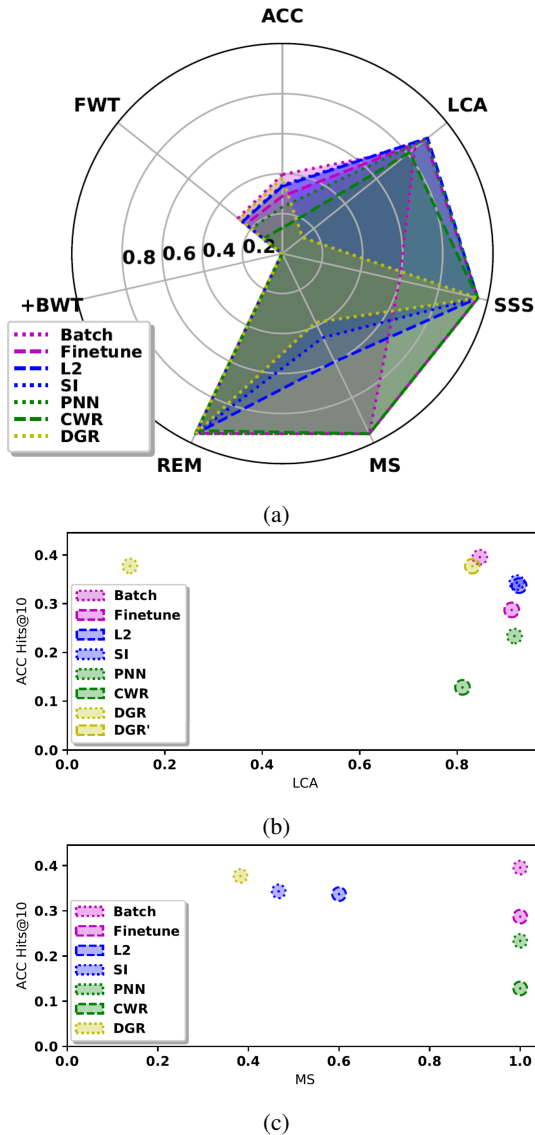 ACC
FWT
LCA
0.8 0.6 0.4 0.2
+BWT
SSS
Batch
Finetune
L2
SI
PNN
CWR
DGR
REM
MS
(a)
0.4
0.3
0.2
0.1
0.0
ACC Hits@10
Batch
Finetune
L2
SI
PNN
CWR
DGR
DGR'
0.0 0.2 0.4 0.6 0.8
LCA
(b)
0.4
0.3
0.2
0.1
0.0
ACC Hits@10
Batch
Finetune
L2
SI
PNN
CWR
DGR
0.0 0.2 0.4 0.6 0.8 1.0
MS
(c)